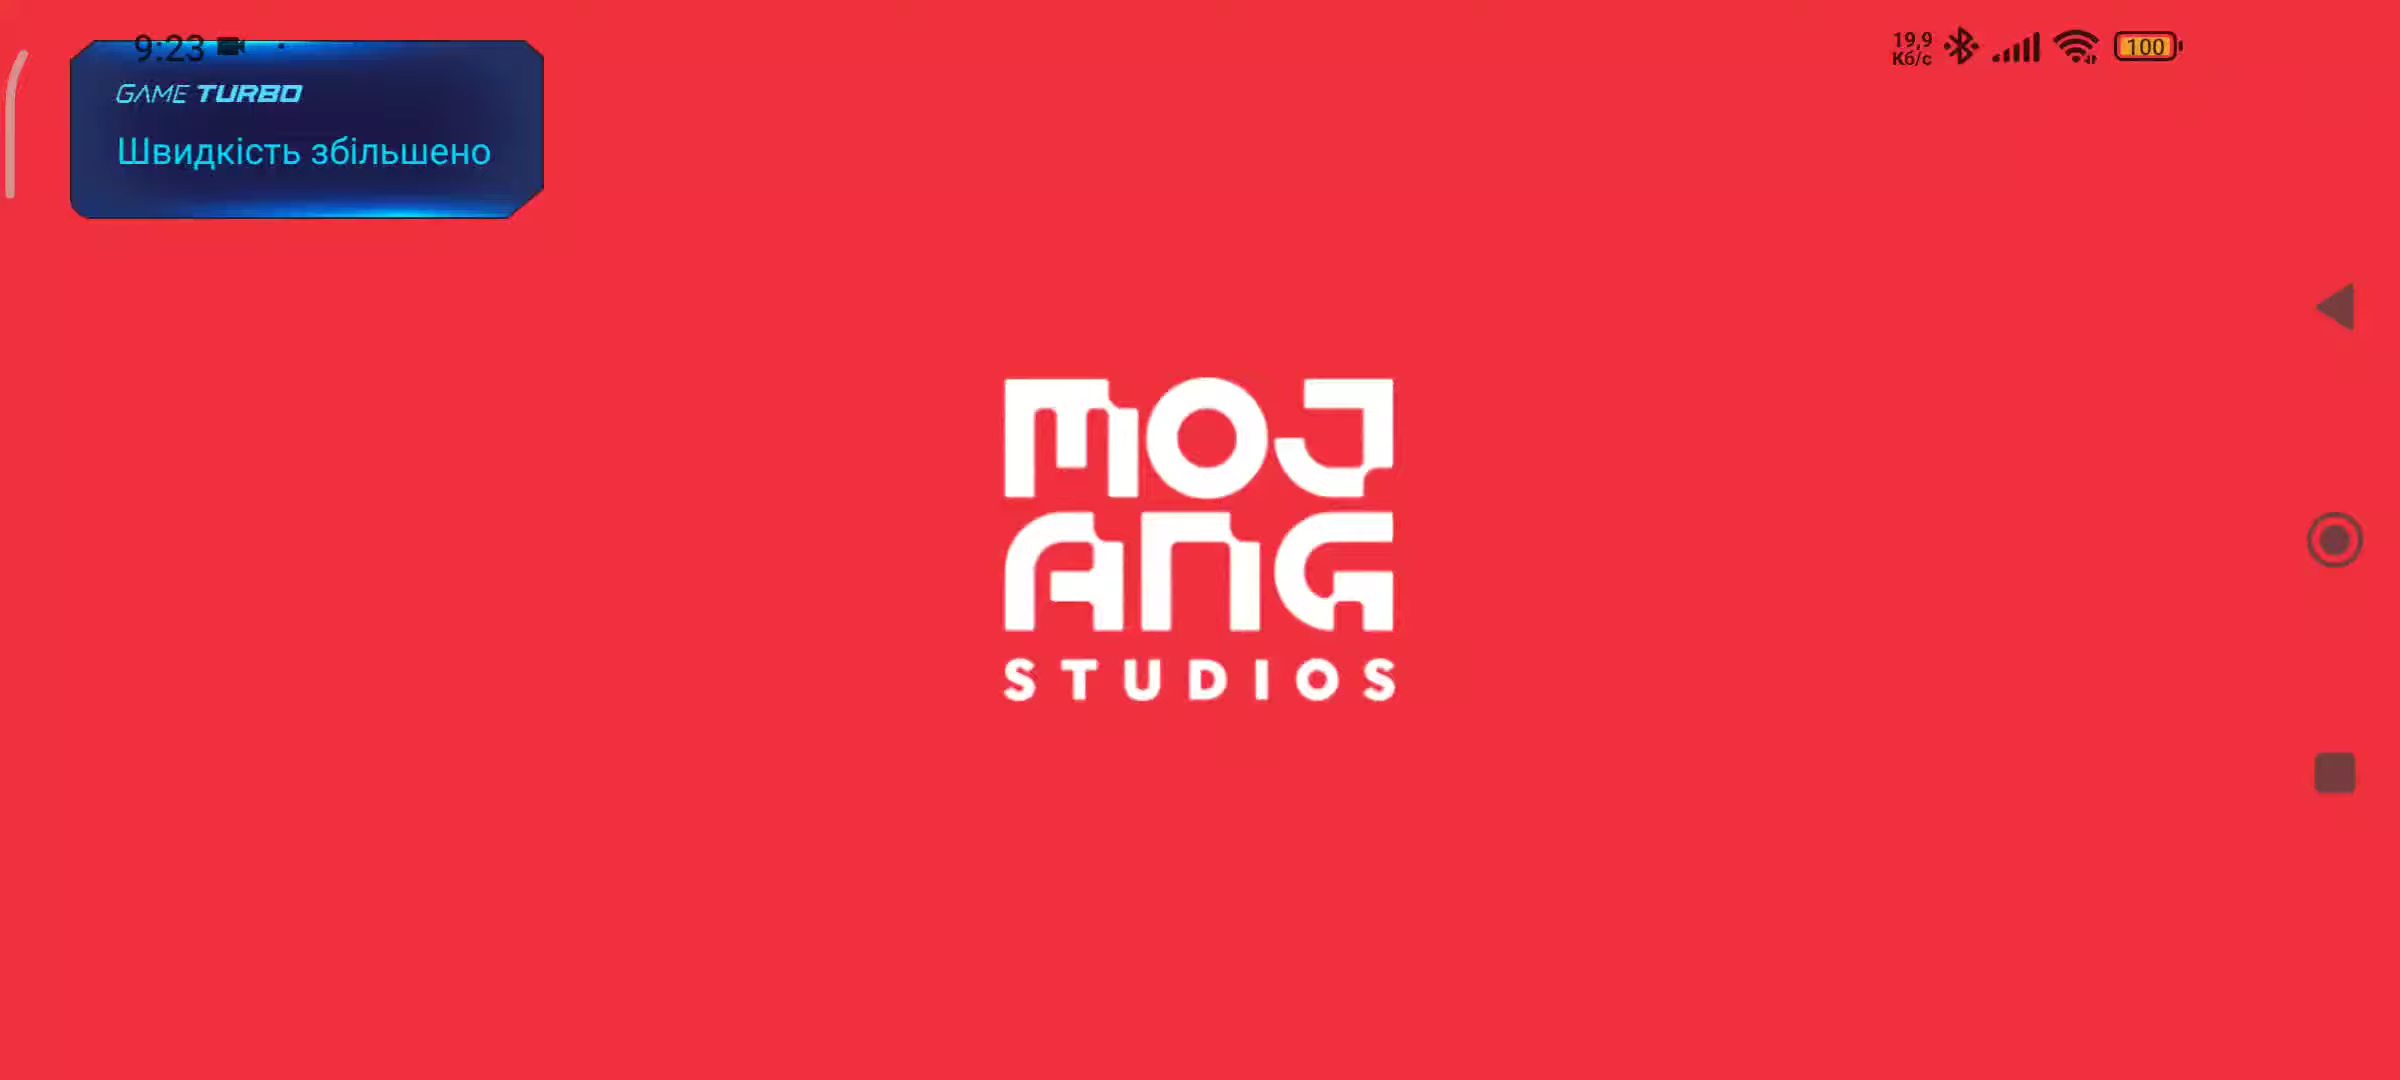 9:23
19,9
Кб/с
100
GAME TURBO
Швидкість збільшено
MOJ
ANG
STUDIOS